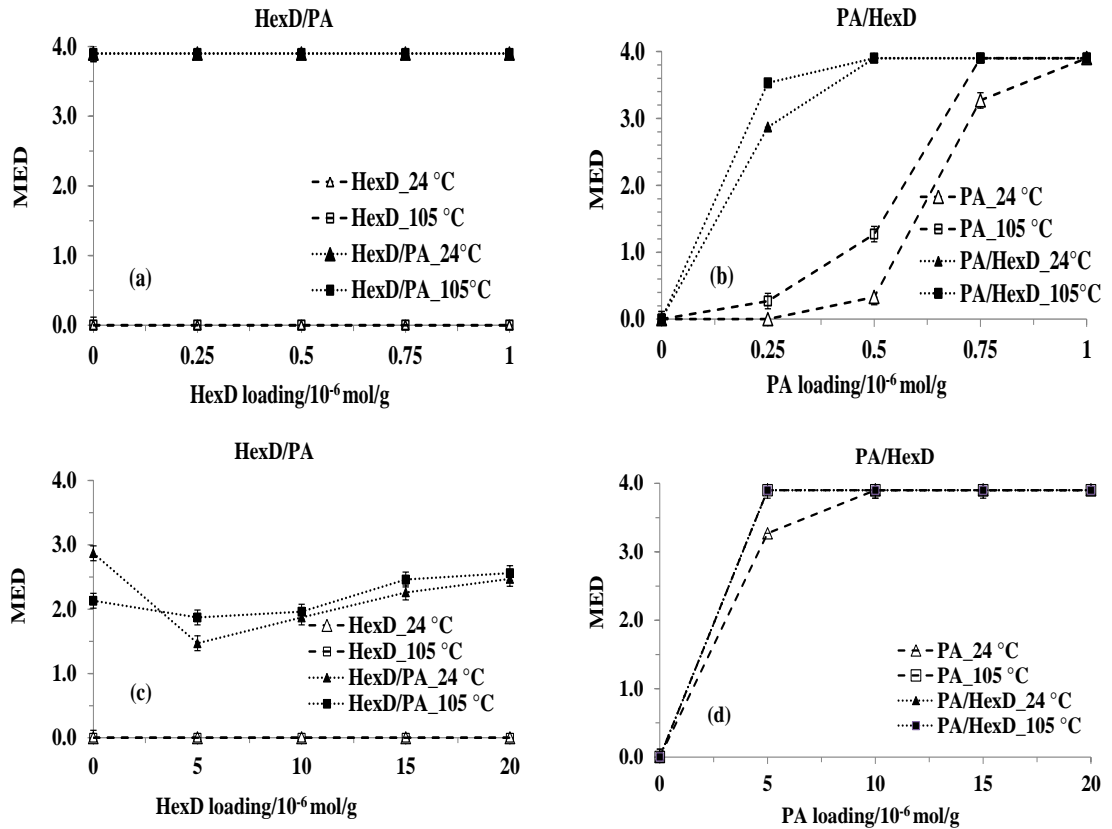 HexD/PA
4.0
3.0
2.0
1.0
0.0
MED
HexD_24 °C
HexD_105 °C
HexD/PA_24°C
HexD/PA_105°C
(a)
0 0.25 0.5 0.75 1
HexD loading/10⁻⁶ mol/g
PA/HexD
4.0
3.0
2.0
1.0
0.0
MED
PA_24 °C
PA_105 °C
PA/HexD_24°C
PA/HexD_105°C
(b)
0 0.25 0.5 0.75 1
PA loading/10⁻⁶ mol/g
HexD/PA
4.0
3.0
2.0
1.0
0.0
MED
HexD_24 °C
HexD_105 °C
HexD/PA_24 °C
HexD/PA_105 °C
(c)
0 5 10 15 20
HexD loading/10⁻⁶ mol/g
PA/HexD
4.0
3.0
2.0
1.0
0.0
MED
PA_24 °C
PA_105 °C
PA/HexD_24 °C
PA/HexD_105 °C
(d)
0 5 10 15 20
PA loading/10⁻⁶ mol/g